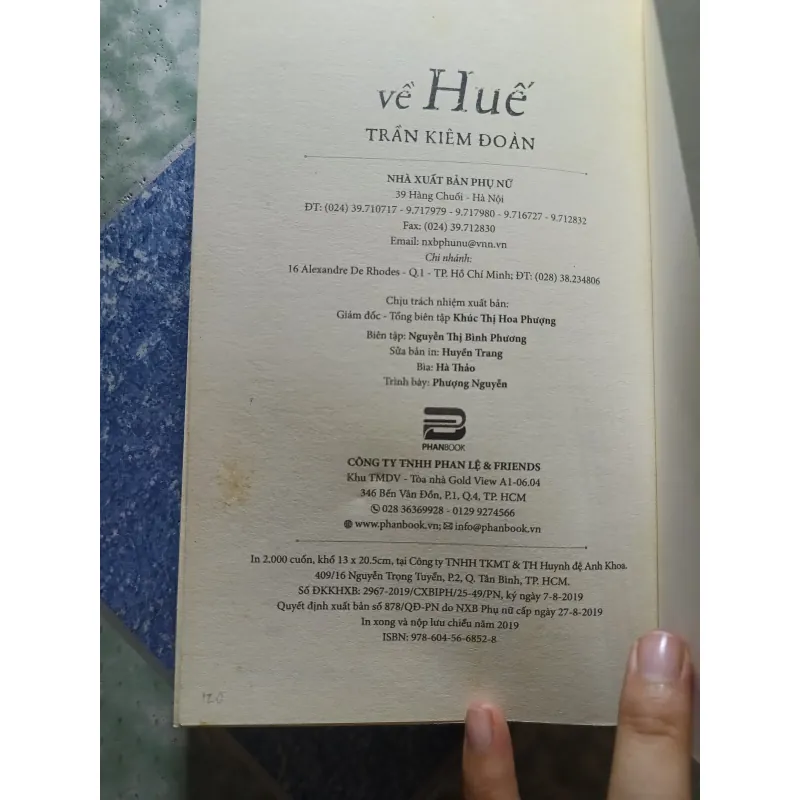 về Huế
TRẦN KIÊM ĐOÀN
NHÀ XUẤT BẢN PHỤ NỮ
39 Hàng Chuối - Hà Nội
ĐT: (024) 39.710717 - 9.717979 - 9.717980 - 9.716727 - 9.712832
Fax: (024) 39.712830
Email: nxbphunu@vnn.vn
Chi nhánh:
16 Alexandre De Rhodes - Q.1 - TP. Hồ Chí Minh; ĐT: (028) 38.234806
Chịu trách nhiệm xuất bản:
Giám đốc - Tổng biên tập Khúc Thị Hoa Phượng
Biên tập: Nguyễn Thị Bình Phương
Sửa bản in: Huyền Trang
Bìa: Hà Thảo
Trình bày: Phượng Nguyễn
PHANBOOK
CÔNG TY TNHH PHAN LỆ & FRIENDS
Khu TMDV - Tòa nhà Gold View A1-06.04
346 Bến Vân Đồn, P.1, Q.4, TP. HCM
028 36369928 - 0129 9274566
www.phanbook.vn; info@phanbook.vn
In 2.000 cuốn, khổ 13 x 20.5cm, tại Công ty TNHH TKMT & TH Huynh đệ Anh Khoa.
409/16 Nguyễn Trọng Tuyển, P.2, Q. Tân Bình, TP. HCM.
Số ĐKKHXB: 2967-2019/CXBIPH/25-49/PN, ký ngày 7-8-2019
Quyết định xuất bản số 878/QĐ-PN do NXB Phụ nữ cấp ngày 27-8-2019
In xong và nộp lưu chiểu năm 2019
ISBN: 978-604-56-6852-8